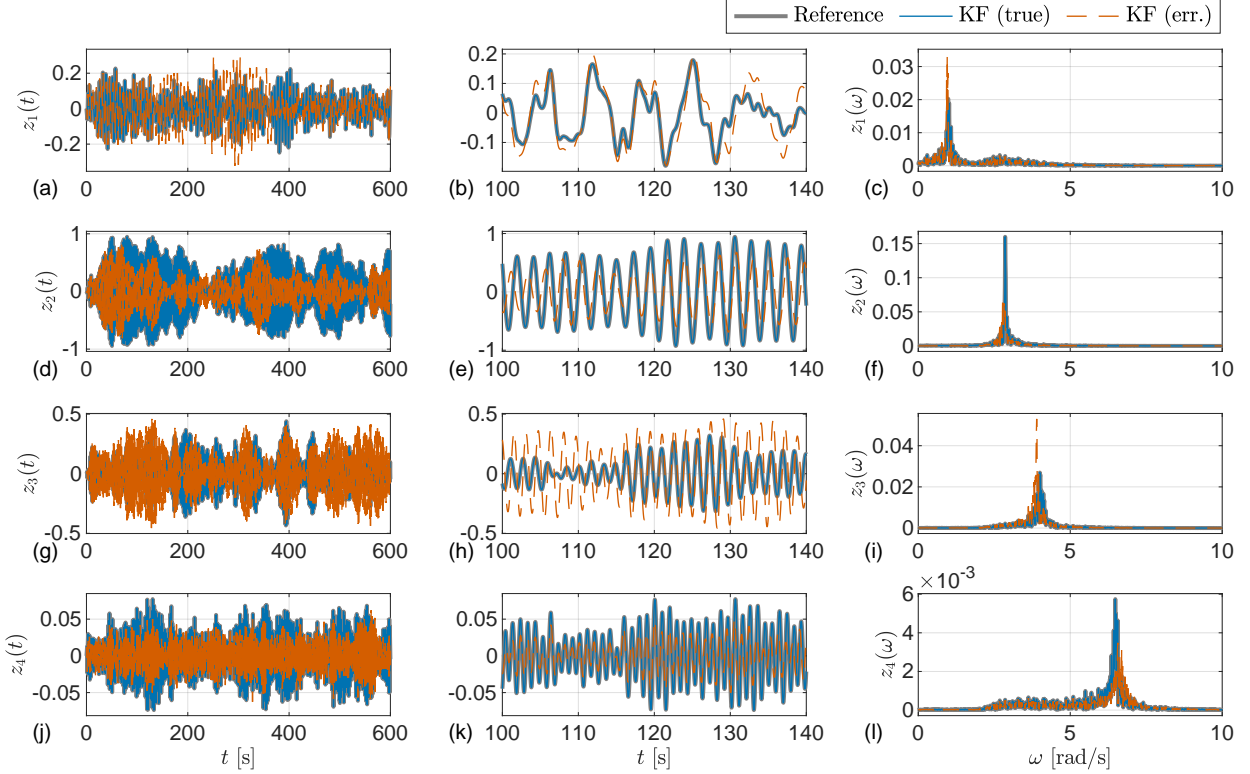 Reference KF (true) KF (err.)
z₁(t)
0.2
0
-0.2
(a)
0 200 400 600
0.2
0.1
0
-0.1
(b)
100 110 120 130 140
z₁(ω)
0.03
0.02
0.01
0
(c)
0 5 10
z₂(t)
1
0
-1
(d)
0 200 400 600
1
0
-1
(e)
100 110 120 130 140
z₂(ω)
0.15
0.1
0.05
0
(f)
0 5 10
z₃(t)
0.5
0
-0.5
(g)
0 200 400 600
0.5
0
-0.5
(h)
100 110 120 130 140
z₃(ω)
0.04
0.02
0
(i)
0 5 10
z₄(t)
0.05
0
-0.05
(j)
0 200 400 600
t [s]
0.05
0
-0.05
(k)
100 110 120 130 140
t [s]
×10⁻³
z₄(ω)
6
4
2
0
(l)
0 5 10
ω [rad/s]